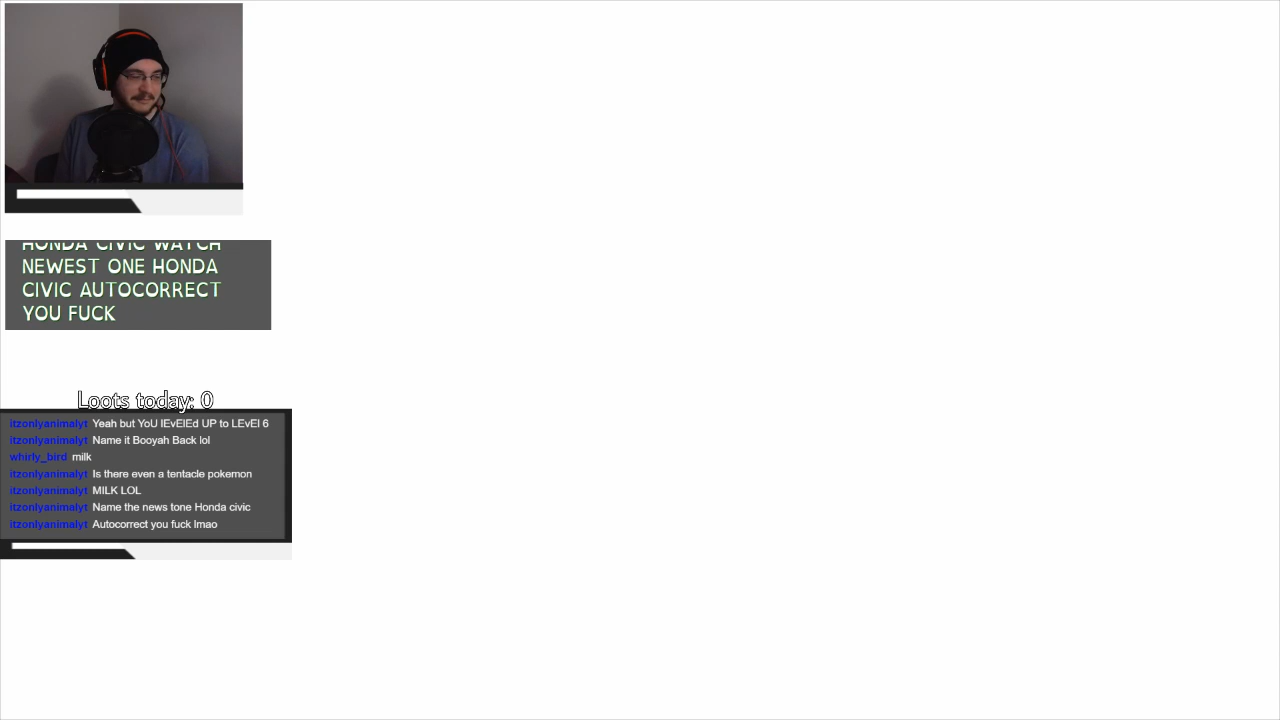 HONDA CIVIC WATCH
NEWEST ONE HONDA
CIVIC AUTOCORRECT
YOU FUCK
Loots today: 0
itzonlyanimalyt Yeah but YoU lEvElEd UP to LEvEl 6
itzonlyanimalyt Name it Booyah Back lol
whirly_bird milk
itzonlyanimalyt Is there even a tentacle pokemon
itzonlyanimalyt MILK LOL
itzonlyanimalyt Name the news tone Honda civic
itzonlyanimalyt Autocorrect you fuck lmao